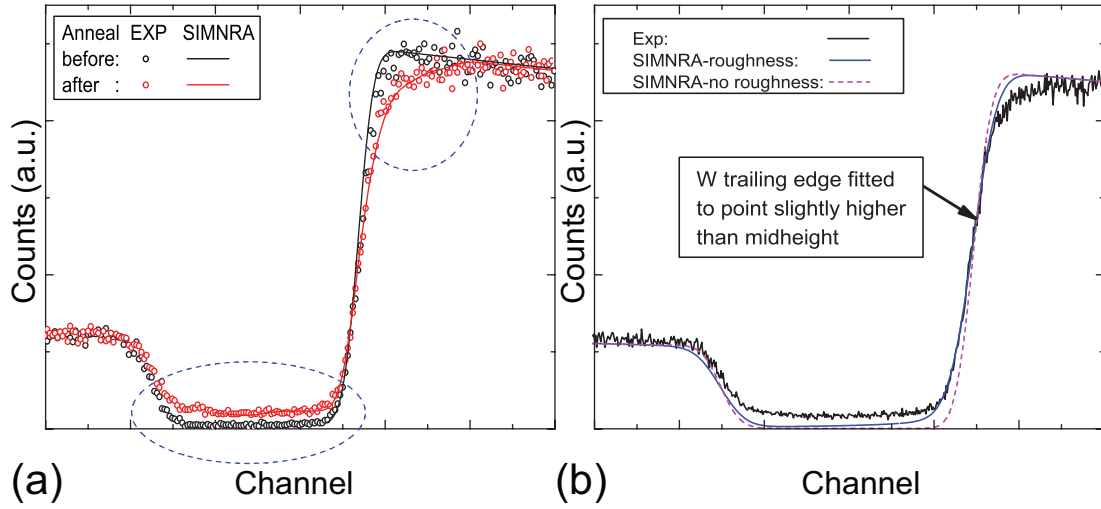 Anneal EXP SIMNRA
before:
after :
Counts (a.u.)
Channel
(a)
Exp:
SIMNRA-roughness:
SIMNRA-no roughness:
W trailing edge fitted
to point slightly higher
than midheight
Counts (a.u.)
Channel
(b)